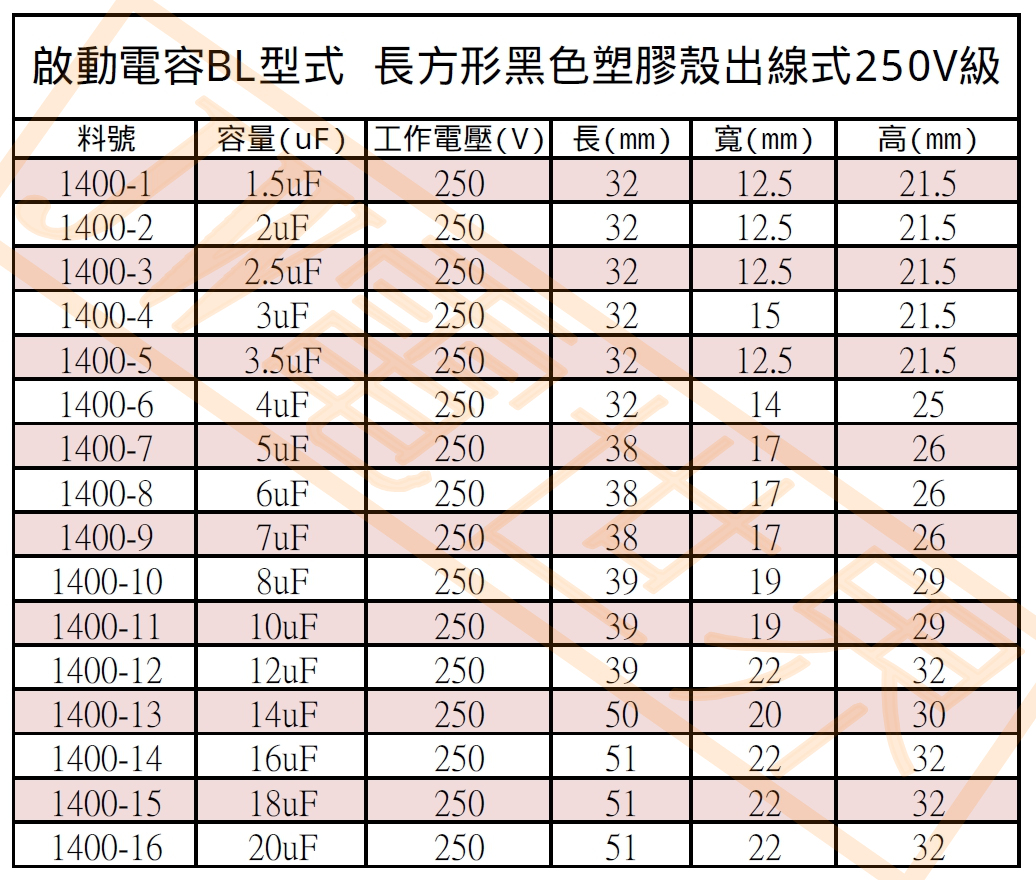 啟動電容BL型式 長方形黑色塑膠殼出線式250V級
料號 容量(uF) 工作電壓(V) 長(mm) 寬(mm) 高(mm)
1400-1 1.5uF 250 32 12.5 21.5
1400-2 2uF 250 32 12.5 21.5
1400-3 2.5uF 250 32 12.5 21.5
1400-4 3uF 250 32 15 21.5
1400-5 3.5uF 250 32 12.5 21.5
1400-6 4uF 250 32 14 25
1400-7 5uF 250 38 17 26
1400-8 6uF 250 38 17 26
1400-9 7uF 250 38 17 26
1400-10 8uF 250 39 19 29
1400-11 10uF 250 39 19 29
1400-12 12uF 250 39 22 32
1400-13 14uF 250 50 20 30
1400-14 16uF 250 51 22 32
1400-15 18uF 250 51 22 32
1400-16 20uF 250 51 22 32